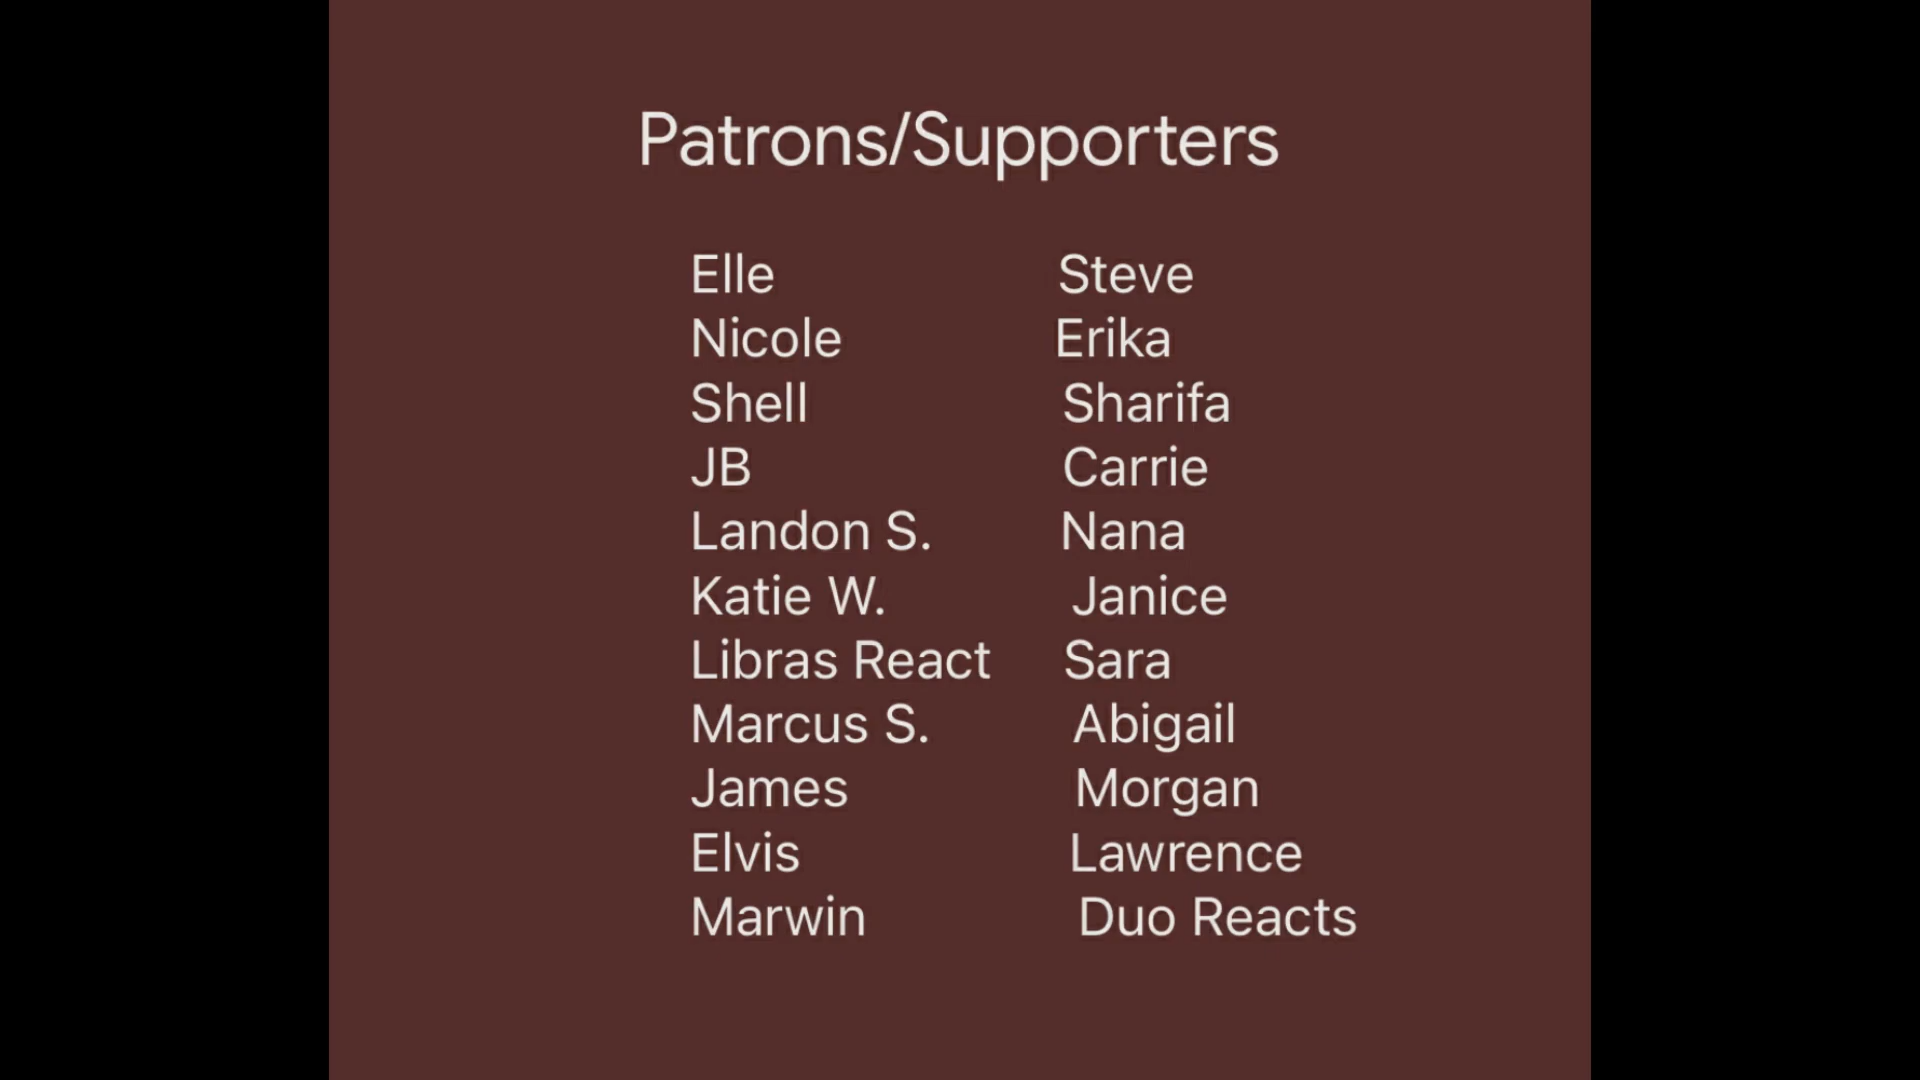 Patrons/Supporters
Elle Steve
Nicole Erika
Shell Sharifa
JB Carrie
Landon S. Nana
Katie W. Janice
Libras React Sara
Marcus S. Abigail
James Morgan
Elvis Lawrence
Marwin Duo Reacts